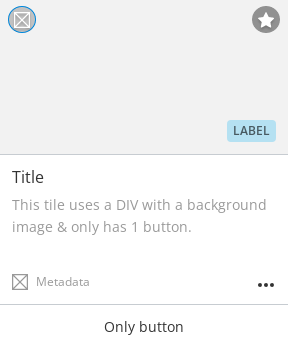 LABEL
Title
This tile uses a DIV with a background
image & only has 1 button.
Metadata
Only button